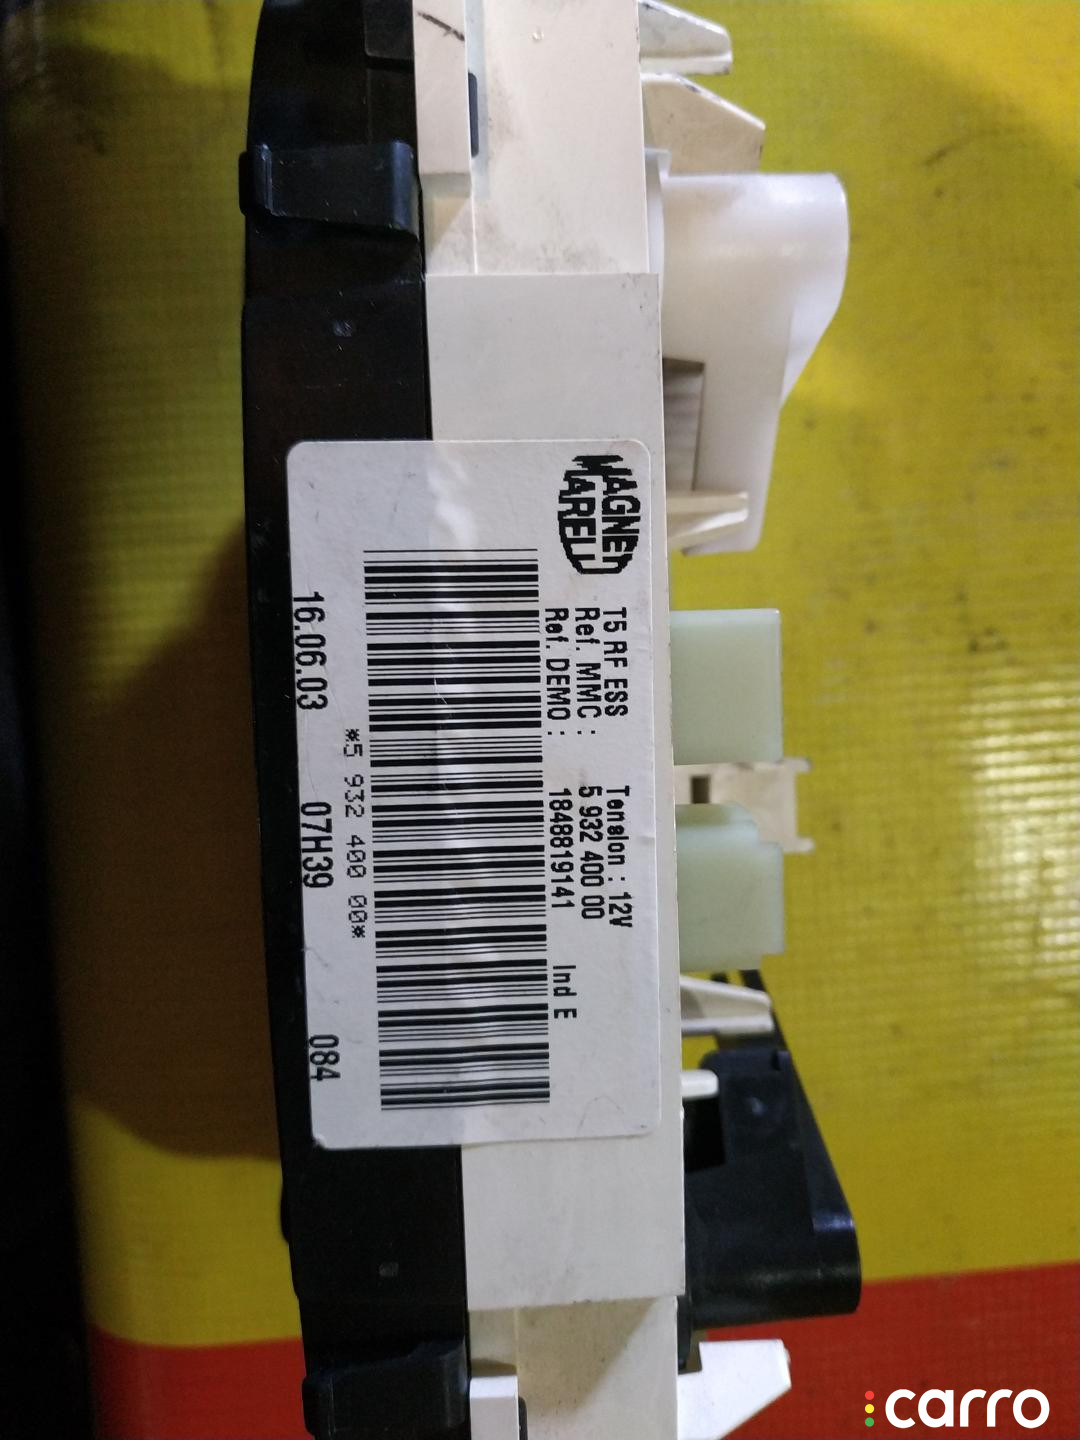 MAGNETI
MARELLI
T5 RF ESS Tension : 12V
Ref. MMC : 5 932 400 00
Ref. DEMO : 1848819141 Ind E
*5 932 400 00*
16.06.03 07H39 084
carro